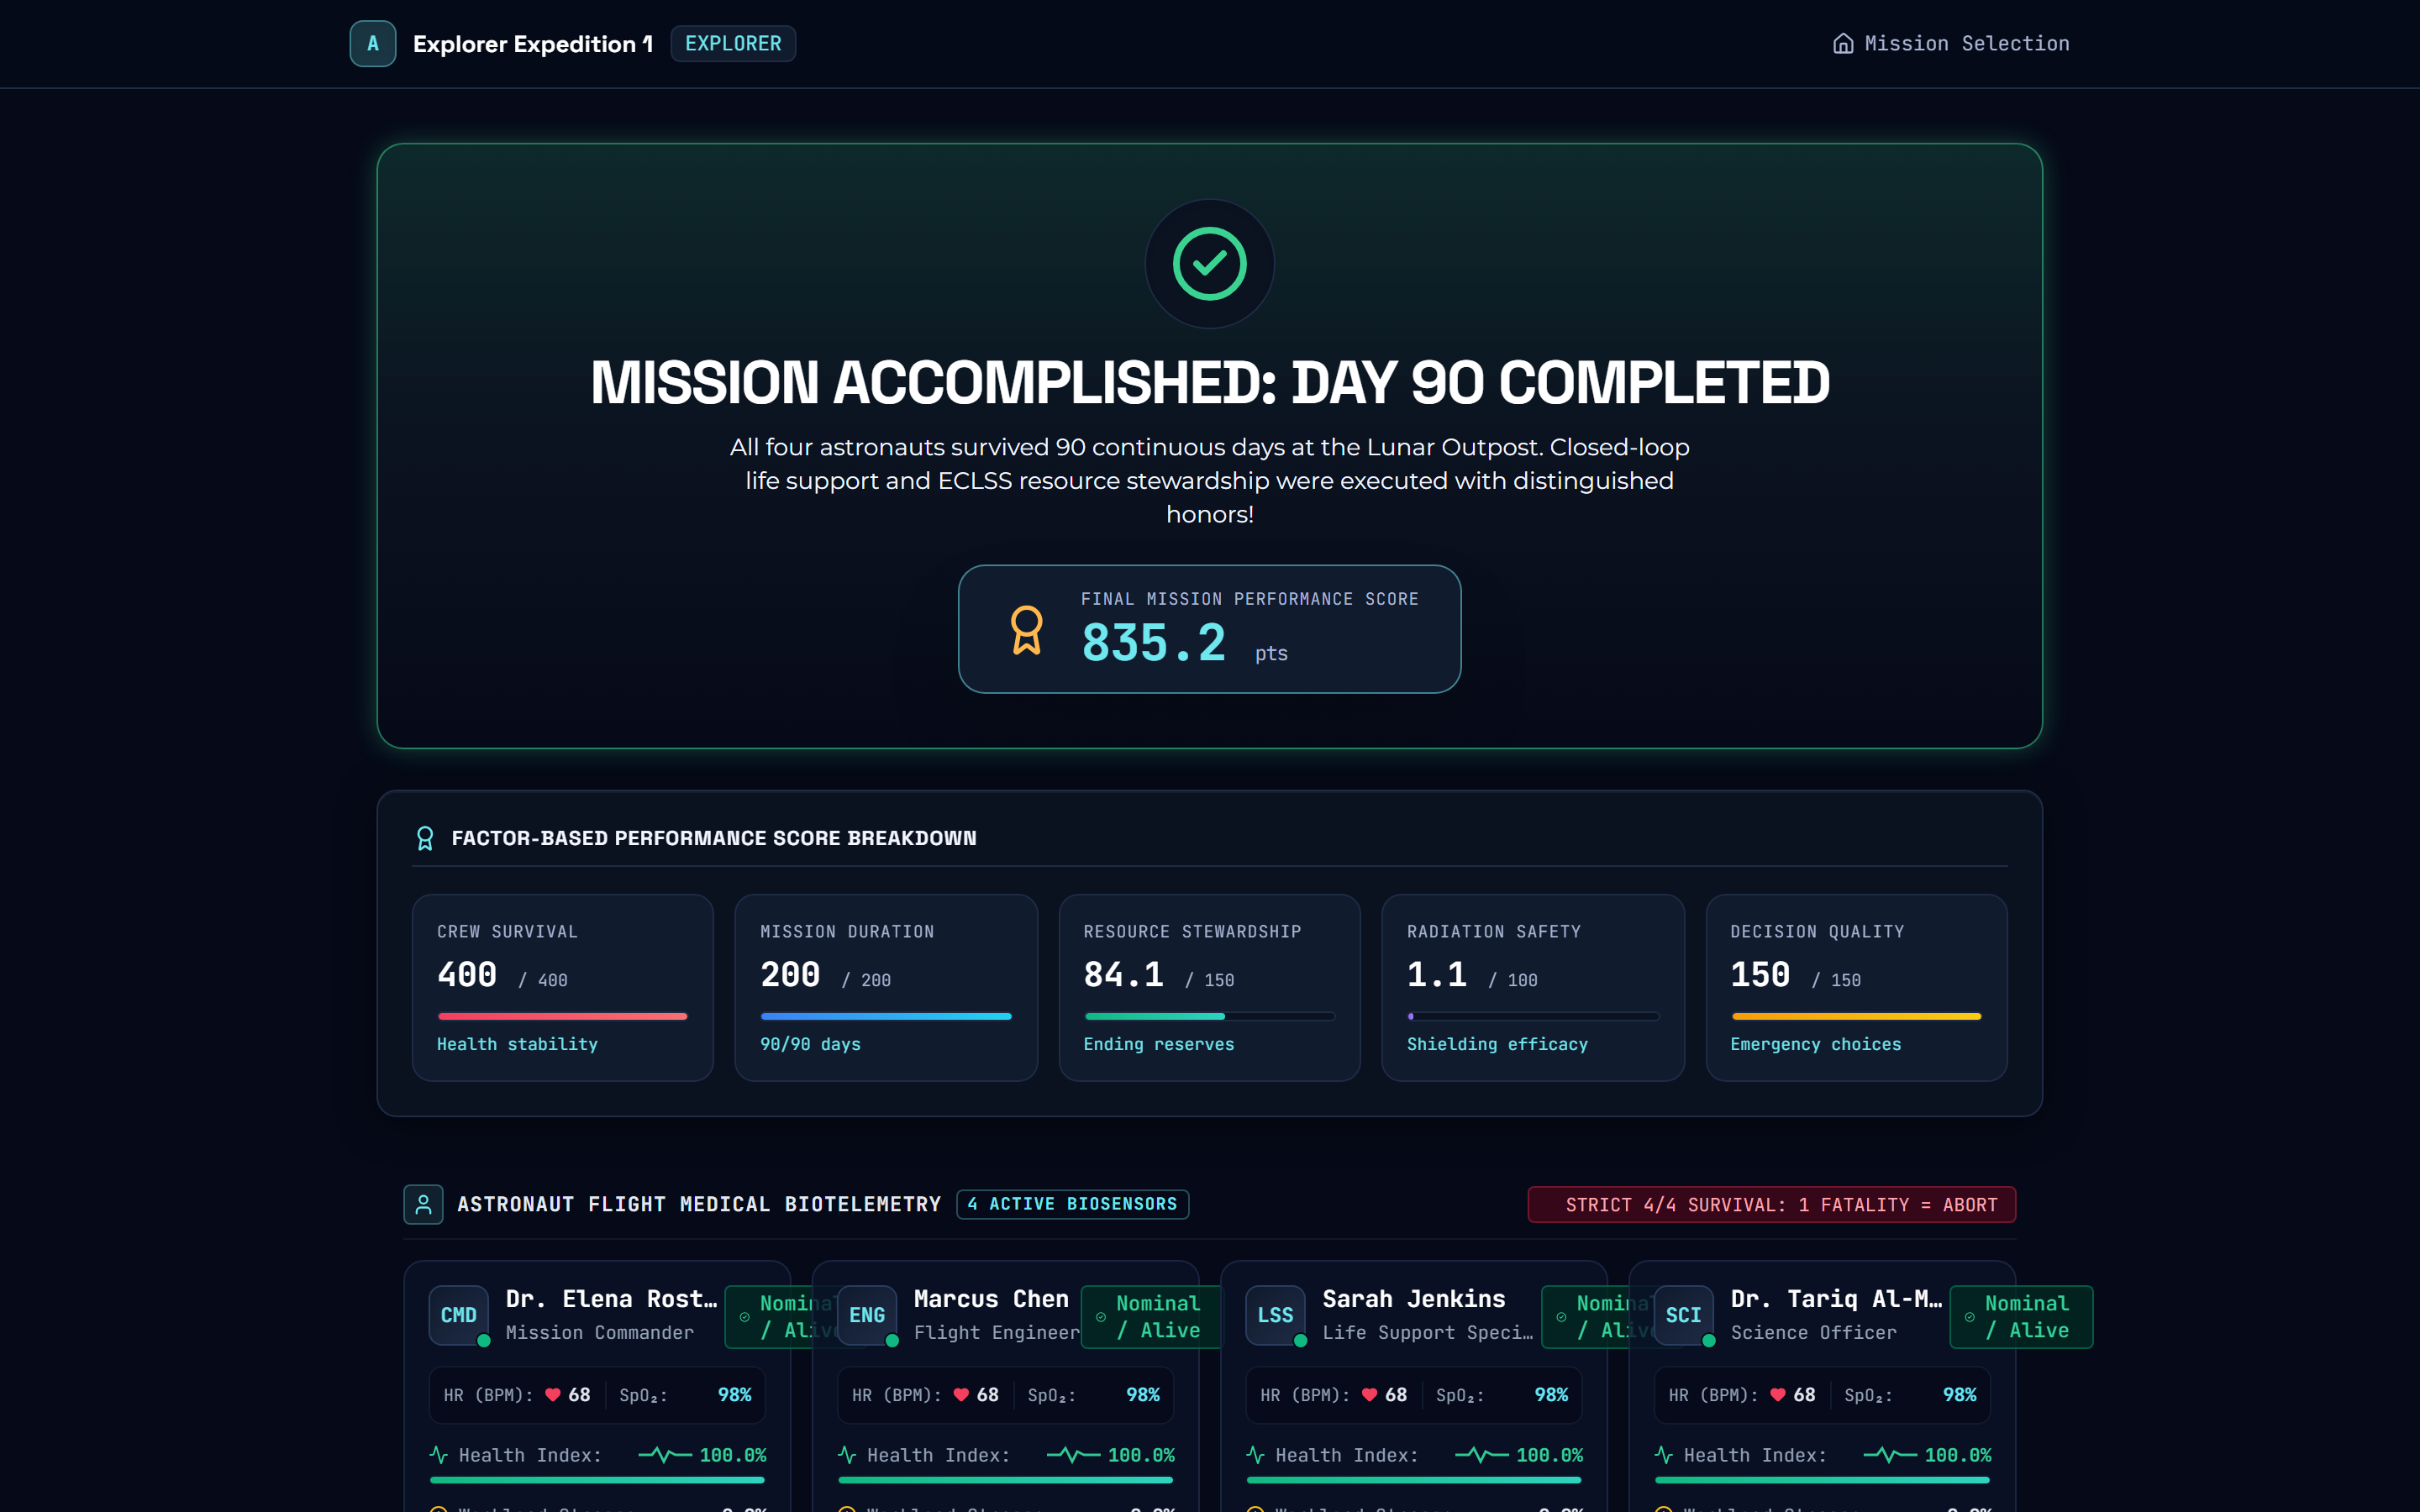 A Explorer Expedition 1 EXPLORER Mission Selection
MISSION ACCOMPLISHED: DAY 90 COMPLETED
All four astronauts survived 90 continuous days at the Lunar Outpost. Closed-loop
life support and ECLSS resource stewardship were executed with distinguished
honors!
FINAL MISSION PERFORMANCE SCORE
835.2 pts
FACTOR-BASED PERFORMANCE SCORE BREAKDOWN
CREW SURVIVAL
400 / 400
Health stability
MISSION DURATION
200 / 200
90/90 days
RESOURCE STEWARDSHIP
84.1 / 150
Ending reserves
RADIATION SAFETY
1.1 / 100
Shielding efficacy
DECISION QUALITY
150 / 150
Emergency choices
ASTRONAUT FLIGHT MEDICAL BIOTELEMETRY 4 ACTIVE BIOSENSORS STRICT 4/4 SURVIVAL: 1 FATALITY = ABORT
CMD
Dr. Elena Rost…
Mission Commander
Nominal
/ Alive
HR (BPM): 68 SpO₂: 98%
Health Index: 100.0%
ENG
Marcus Chen
Flight Engineer
Nominal
/ Alive
HR (BPM): 68 SpO₂: 98%
Health Index: 100.0%
LSS
Sarah Jenkins
Life Support Speci…
Nominal
/ Alive
HR (BPM): 68 SpO₂: 98%
Health Index: 100.0%
SCI
Dr. Tariq Al-M…
Science Officer
Nominal
/ Alive
HR (BPM): 68 SpO₂: 98%
Health Index: 100.0%